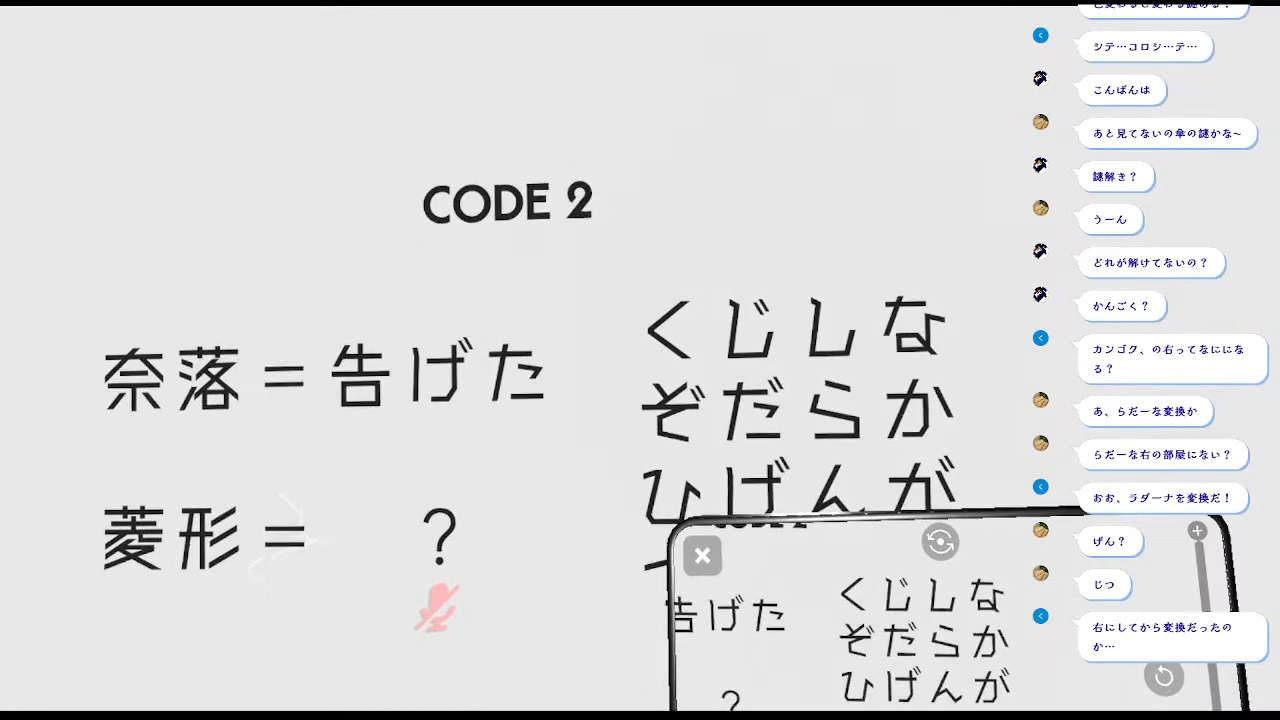 CODE 2
奈落=告げた
菱形= ?
くじしな
ぞだらか
ひげんが
告げた
?
くじしな
ぞだらか
ひげんが
シテ…コロシ…テ…
こんばんは
あと見てないの傘の謎かな~
謎解き?
うーん
どれが解けてないの?
かんごく?
カンゴク、の右ってなににな
る?
あ、らだーな変換か
らだーな右の部屋にない?
おお、ラダーナを変換だ!
げん?
じつ
右にしてから変換だったの
か…